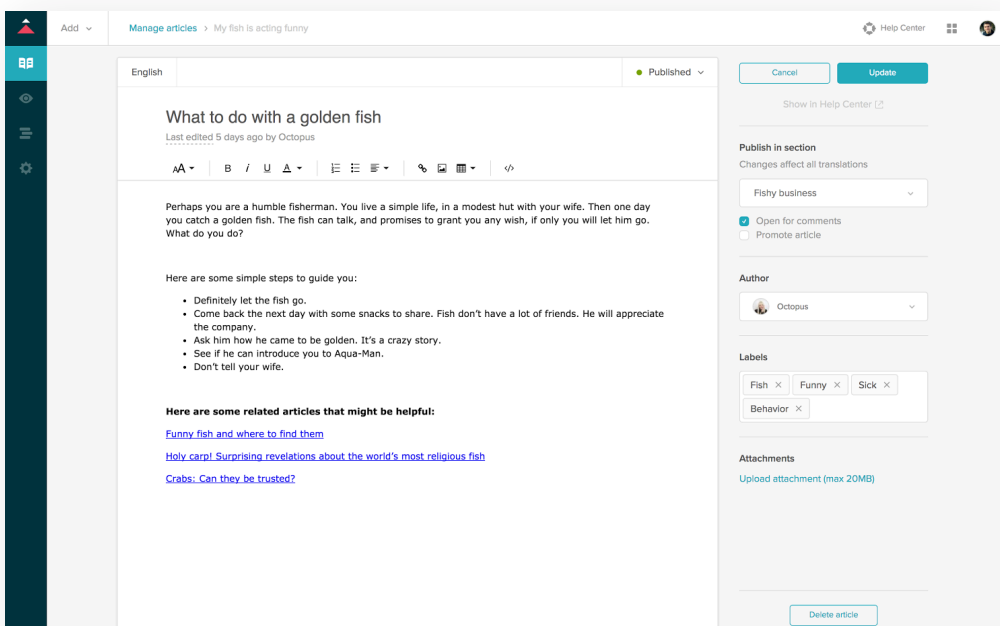 Add
Manage articles > My fish is acting funny
Help Center
English
Published
What to do with a golden fish
Last edited 5 days ago by Octopus
AA
B i U A
Perhaps you are a humble fisherman. You live a simple life, in a modest hut with your wife. Then one day
you catch a golden fish. The fish can talk, and promises to grant you any wish, if only you will let him go.
What do you do?
Here are some simple steps to guide you:
• Definitely let the fish go.
• Come back the next day with some snacks to share. Fish don’t have a lot of friends. He will appreciate
the company.
• Ask him how he came to be golden. It’s a crazy story.
• See if he can introduce you to Aqua-Man.
• Don’t tell your wife.
Here are some related articles that might be helpful:
Funny fish and where to find them
Holy carp! Surprising revelations about the world’s most religious fish
Crabs: Can they be trusted?
Cancel
Update
Show in Help Center
Publish in section
Changes affect all translations
Fishy business
Open for comments
Promote article
Author
Octopus
Labels
Fish × Funny × Sick ×
Behavior ×
Attachments
Upload attachment (max 20MB)
Delete article